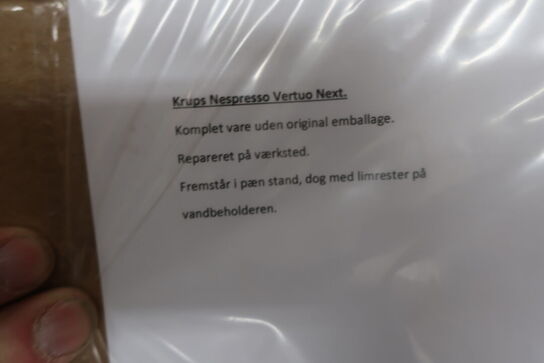 Krups Nespresso Vertuo Next.
Komplet vare uden original emballage.
Repareret på værksted.
Fremstår i pæn stand, dog med limrester på
vandbeholderen.